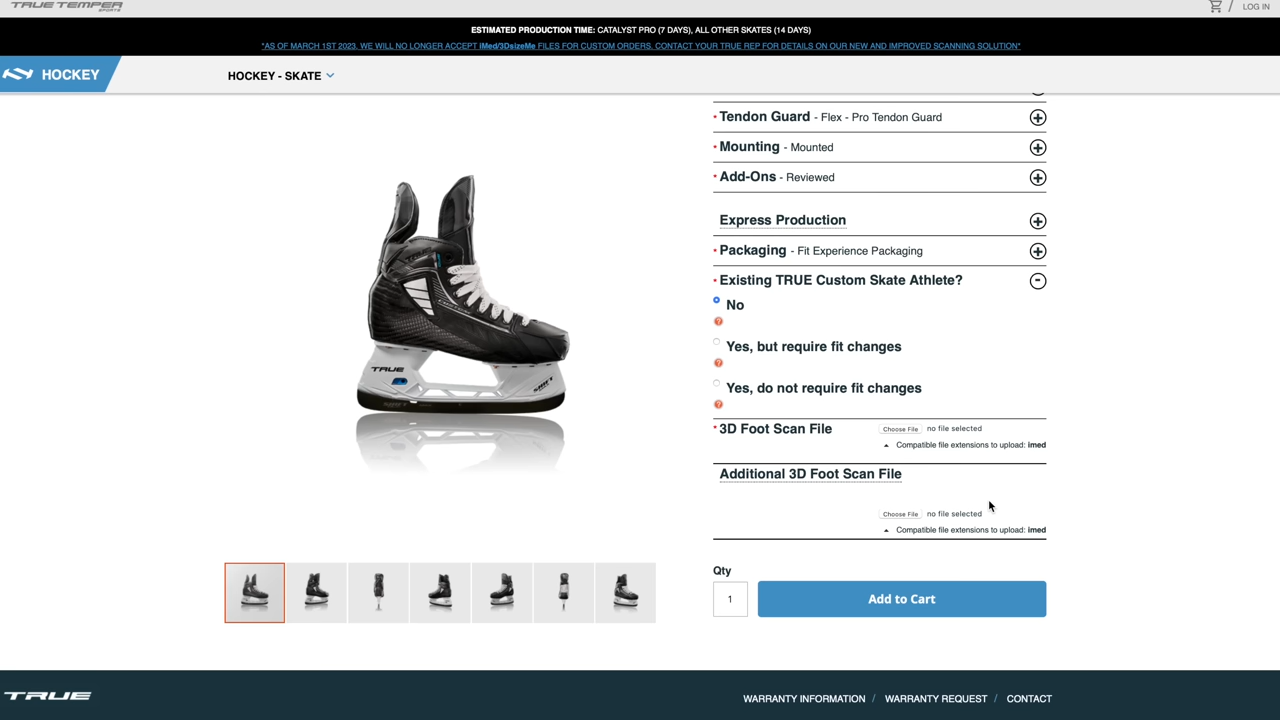 TRUE TEMPER
SPORTS
LOG IN
ESTIMATED PRODUCTION TIME: CATALYST PRO (7 DAYS), ALL OTHER SKATES (14 DAYS)
*AS OF MARCH 1ST 2023, WE WILL NO LONGER ACCEPT iMed/3DsizeMe FILES FOR CUSTOM ORDERS. CONTACT YOUR TRUE REP FOR DETAILS ON OUR NEW AND IMPROVED SCANNING SOLUTION*
HOCKEY
HOCKEY - SKATE
* Tendon Guard - Flex - Pro Tendon Guard
* Mounting - Mounted
* Add-Ons - Reviewed
Express Production
* Packaging - Fit Experience Packaging
* Existing TRUE Custom Skate Athlete?
No
?
Yes, but require fit changes
?
Yes, do not require fit changes
?
* 3D Foot Scan File Choose File no file selected
Compatible file extensions to upload: imed
Additional 3D Foot Scan File
Choose File no file selected
Compatible file extensions to upload: imed
TRUE
SHIFT
Qty
1
Add to Cart
TRUE
WARRANTY INFORMATION / WARRANTY REQUEST / CONTACT